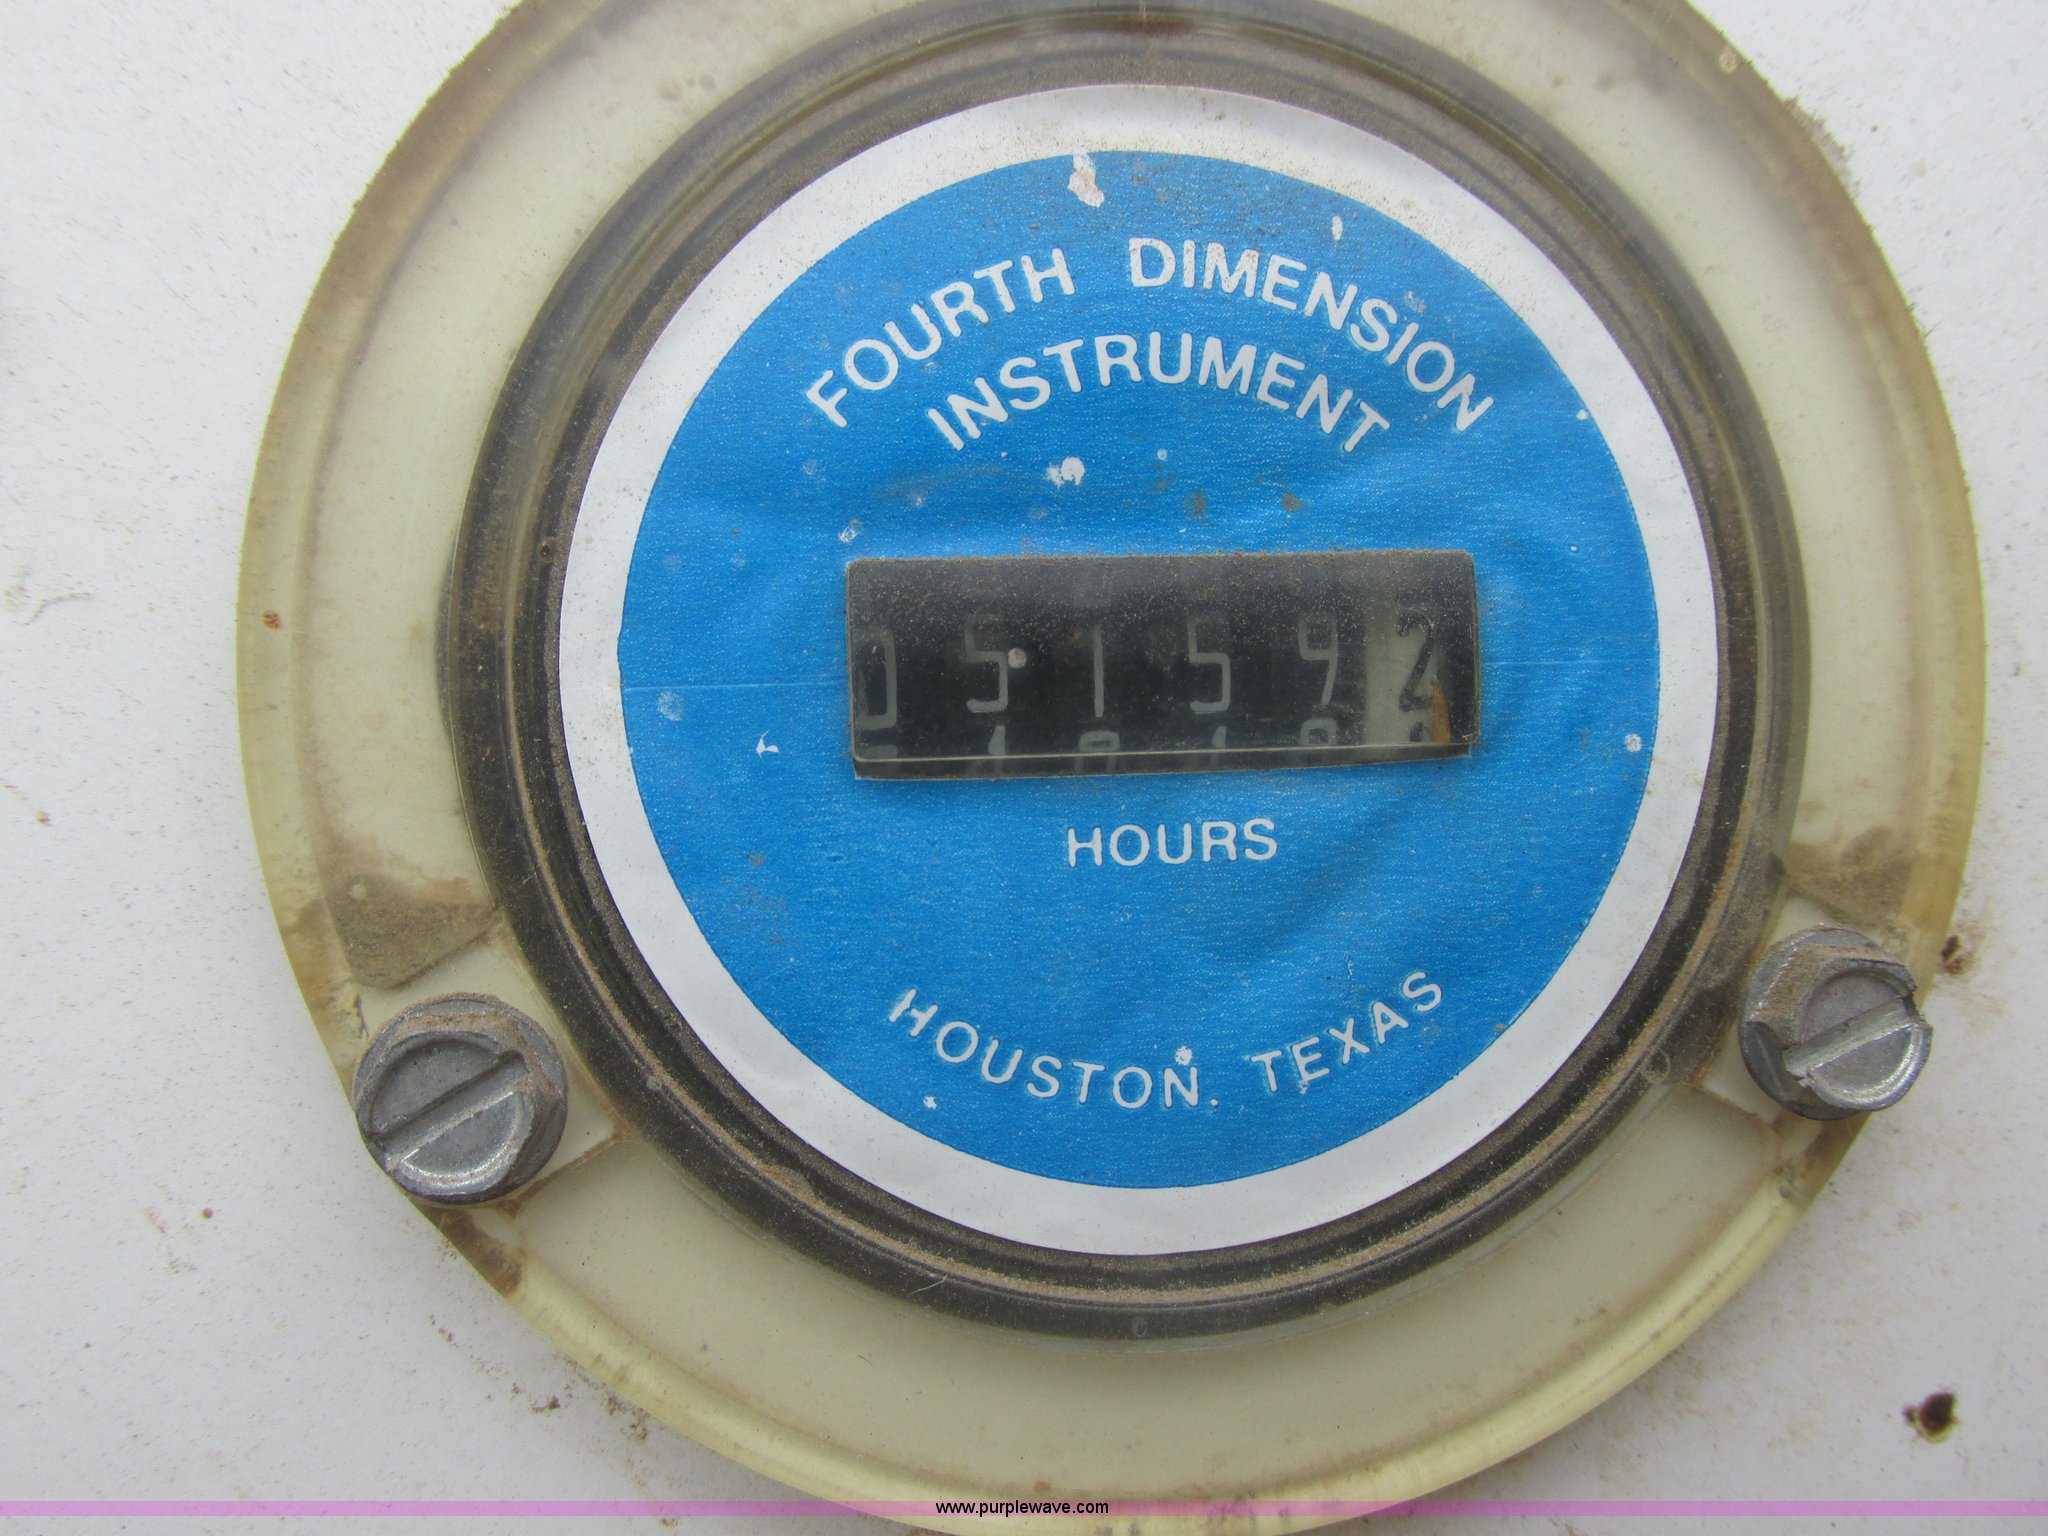 FOURTH DIMENSION
INSTRUMENT
051592
HOURS
HOUSTON. TEXAS
www.purplewave.com